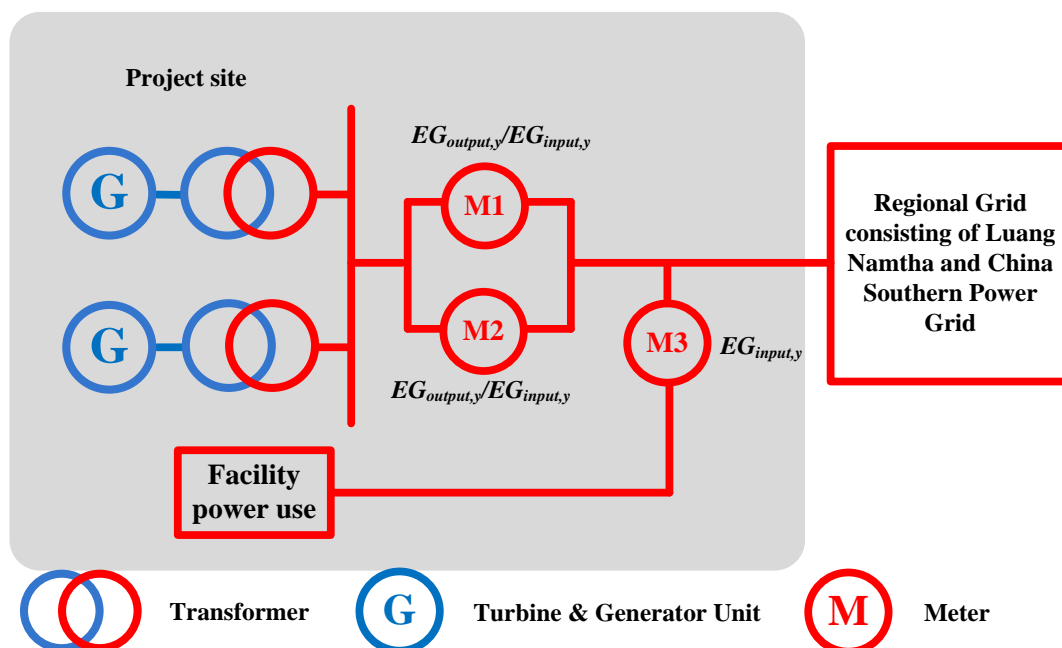 Project site
EGoutput,y/EGinput,y
G
M1
Regional Grid
consisting of Luang
Namtha and China
Southern Power
Grid
G
M2
M3
EGinput,y
EGoutput,y/EGinput,y
Facility
power use
Transformer
G
Turbine & Generator Unit
M
Meter